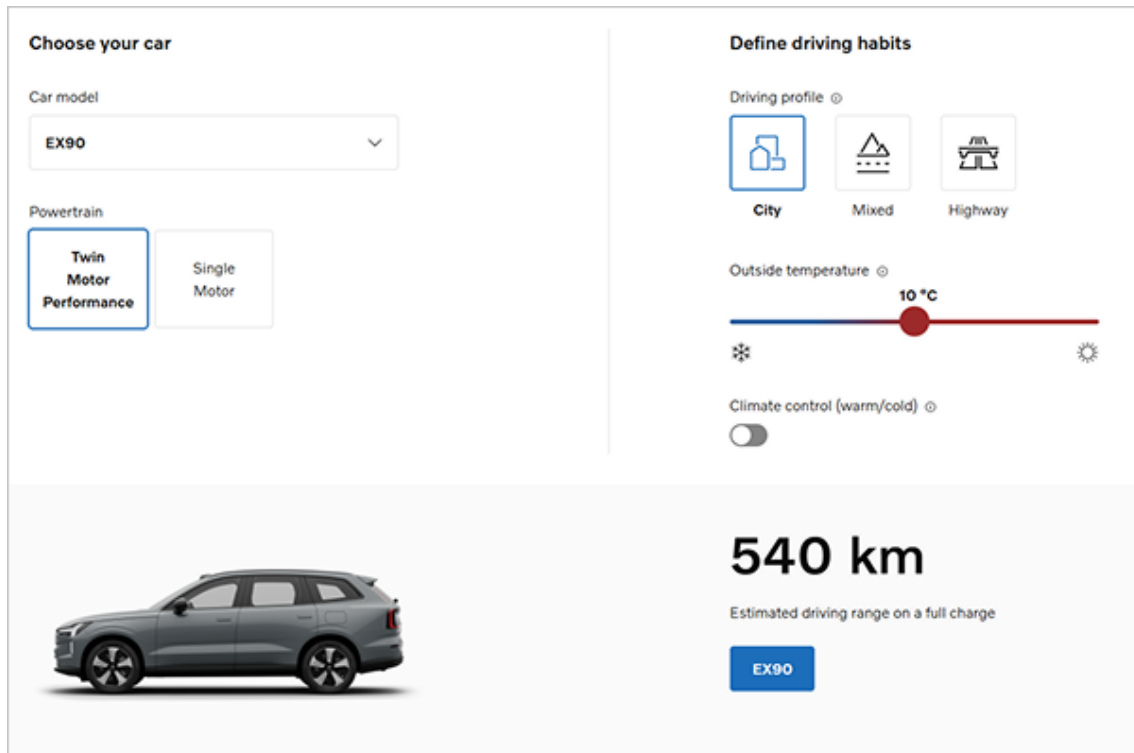 Choose your car
Car model
EX90
Powertrain
Twin
Motor
Performance
Single
Motor
Define driving habits
Driving profile
City
Mixed
Highway
Outside temperature
10 °C
Climate control (warm/cold)
540 km
Estimated driving range on a full charge
EX90